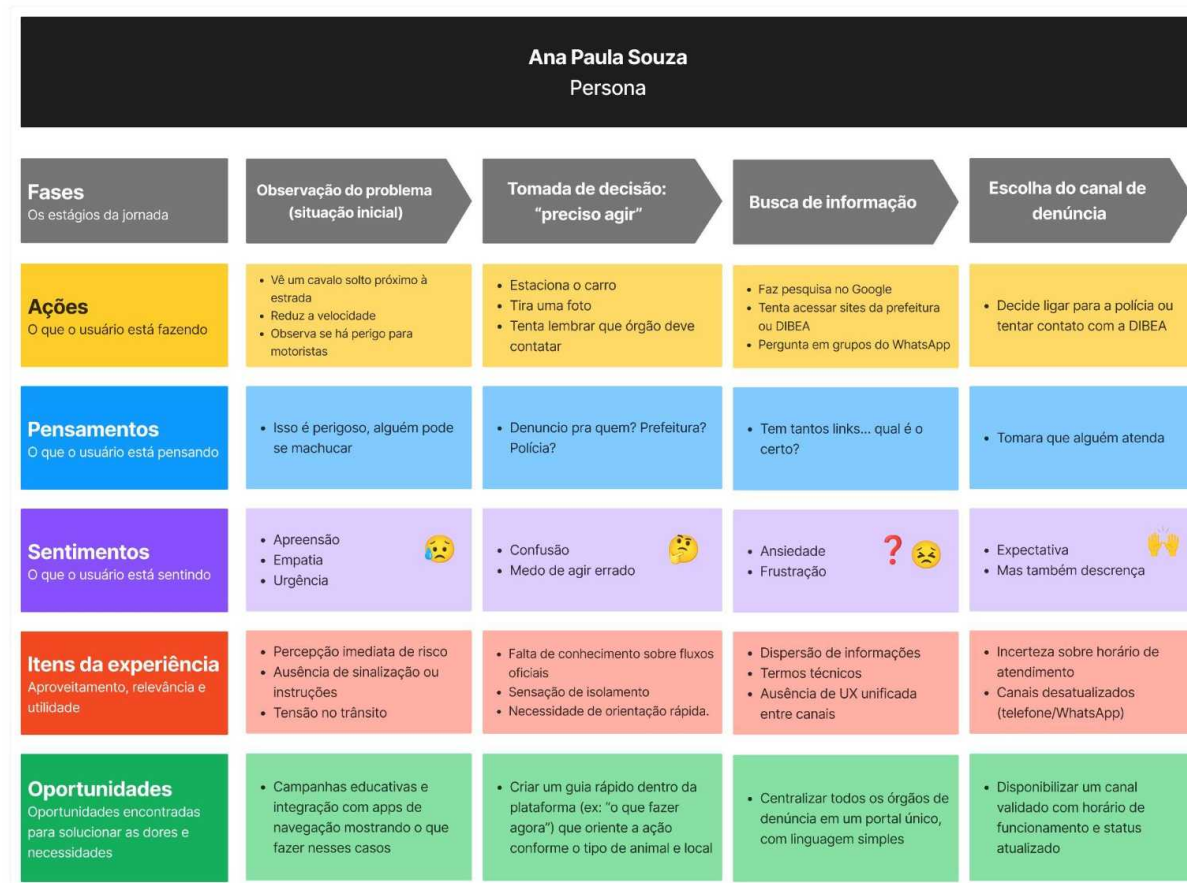 Ana Paula Souza
Persona
Fases
Os estágios da jornada
Observação do problema
(situação inicial)
Tomada de decisão:
“preciso agir”
Busca de informação
Escolha do canal de
denúncia
Ações
O que o usuário está fazendo
• Vê um cavalo solto próximo à
estrada
• Reduz a velocidade
• Observa se há perigo para
motoristas
• Estaciona o carro
• Tira uma foto
• Tenta lembrar que órgão deve
contatar
• Faz pesquisa no Google
• Tenta acessar sites da prefeitura
ou DIBEA
• Pergunta em grupos do WhatsApp
• Decide ligar para a polícia ou
tentar contato com a DIBEA
Pensamentos
O que o usuário está pensando
• Isso é perigoso, alguém pode
se machucar
• Denuncio pra quem? Prefeitura?
Polícia?
• Tem tantos links... qual é o
certo?
• Tomara que alguém atenda
Sentimentos
O que o usuário está sentindo
• Apreensão
• Empatia
• Urgência
• Confusão
• Medo de agir errado
• Ansiedade
• Frustração
• Expectativa
• Mas também descrença
Itens da experiência
Aproveitamento, relevância e
utilidade
• Percepção imediata de risco
• Ausência de sinalização ou
instruções
• Tensão no trânsito
• Falta de conhecimento sobre fluxos
oficiais
• Sensação de isolamento
• Necessidade de orientação rápida.
• Dispersão de informações
• Termos técnicos
• Ausência de UX unificada
entre canais
• Incerteza sobre horário de
atendimento
• Canais desatualizados
(telefone/WhatsApp)
Oportunidades
Oportunidades encontradas
para solucionar as dores e
necessidades
• Campanhas educativas e
integração com apps de
navegação mostrando o que
fazer nesses casos
• Criar um guia rápido dentro da
plataforma (ex: “o que fazer
agora”) que oriente a ação
conforme o tipo de animal e local
• Centralizar todos os órgãos de
denúncia em um portal único,
com linguagem simples
• Disponibilizar um canal
validado com horário de
funcionamento e status
atualizado